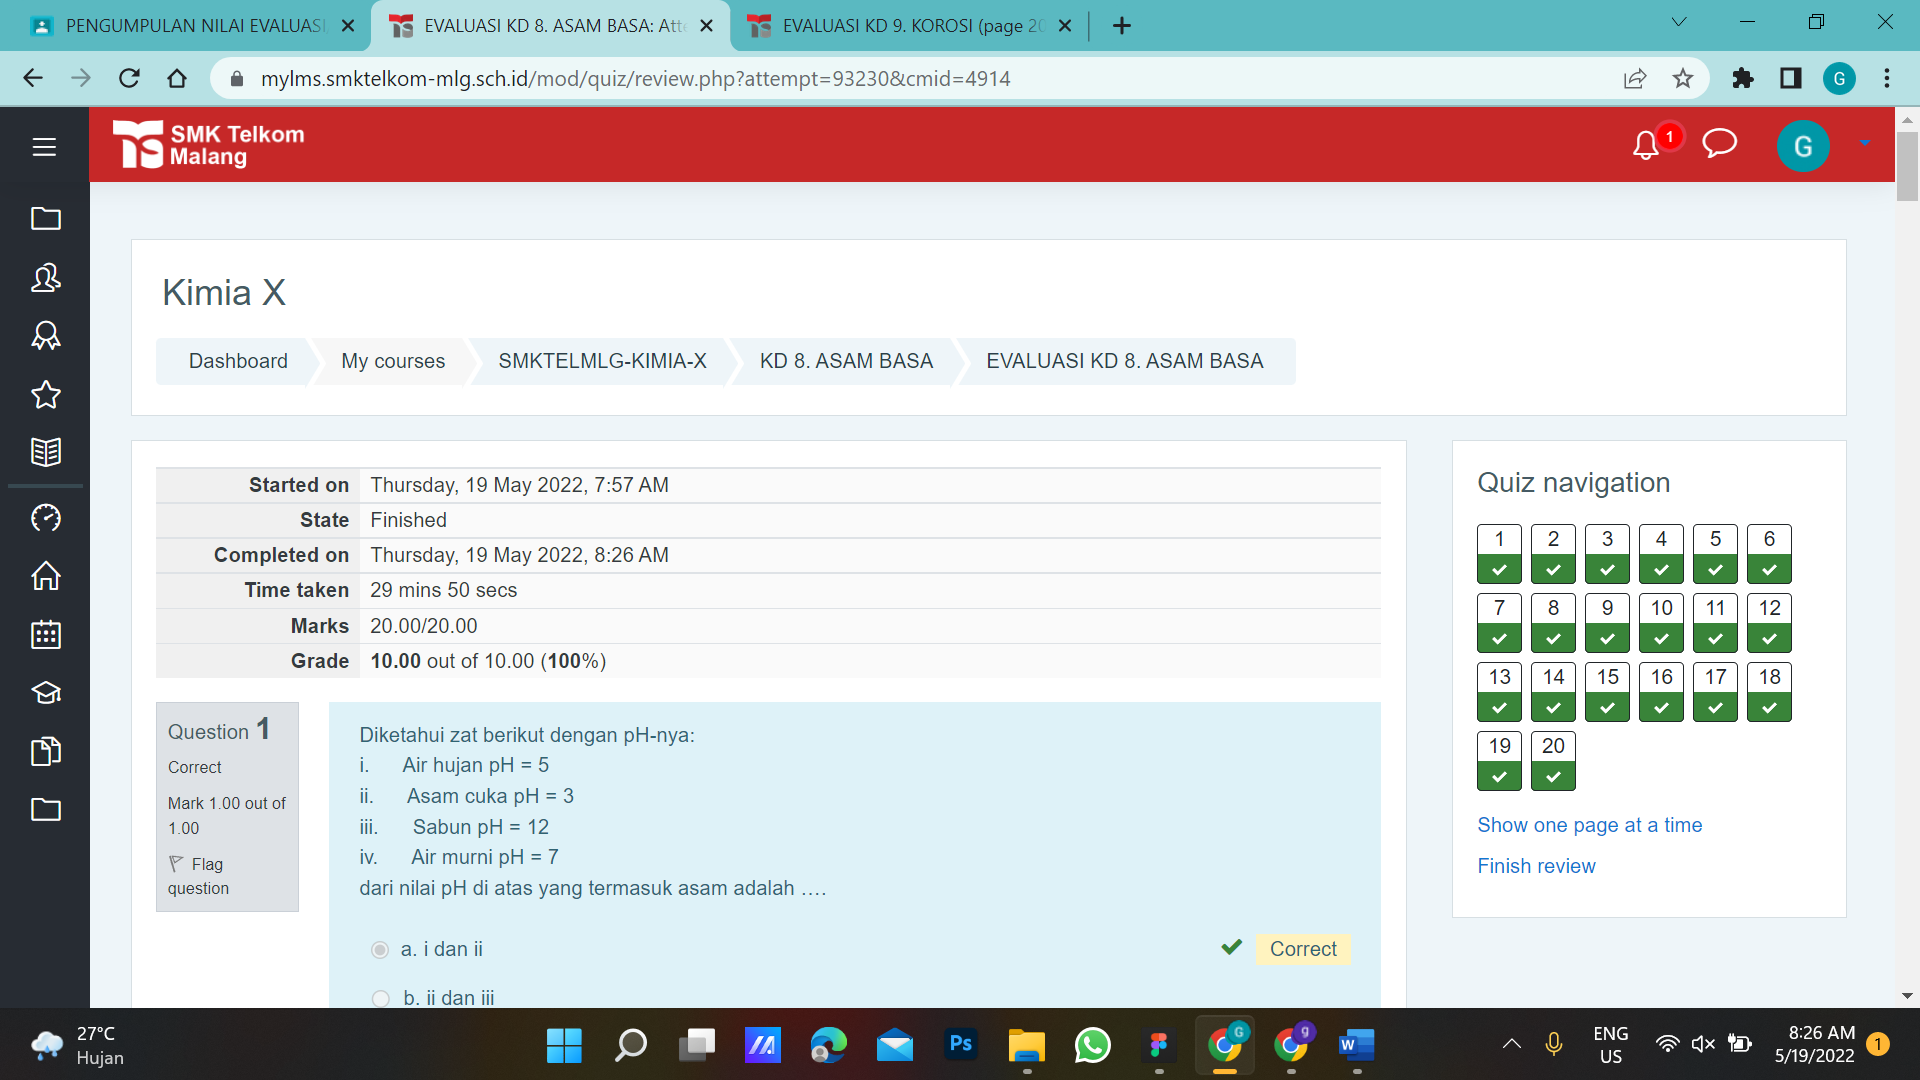 PENGUMPULAN NILAI EVALUASI
EVALUASI KD 8. ASAM BASA: Atte
EVALUASI KD 9. KOROSI (page 20
mylms.smktelkom-mlg.sch.id/mod/quiz/review.php?attempt=93230&cmid=4914
G
SMK Telkom
Malang
1
G
Kimia X
Dashboard
My courses
SMKTELMLG-KIMIA-X
KD 8. ASAM BASA
EVALUASI KD 8. ASAM BASA
Started on Thursday, 19 May 2022, 7:57 AM
State Finished
Completed on Thursday, 19 May 2022, 8:26 AM
Time taken 29 mins 50 secs
Marks 20.00/20.00
Grade 10.00 out of 10.00 (100%)
Question 1
Correct
Mark 1.00 out of
1.00
Flag
question
Diketahui zat berikut dengan pH-nya:
i. Air hujan pH = 5
ii. Asam cuka pH = 3
iii. Sabun pH = 12
iv. Air murni pH = 7
dari nilai pH di atas yang termasuk asam adalah ….
a. i dan ii
Correct
b. ii dan iii
Quiz navigation
1 2 3 4 5 6
7 8 9 10 11 12
13 14 15 16 17 18
19 20
Show one page at a time
Finish review
27°C
Hujan
Ps
G
g
W
ENG
US
8:26 AM
5/19/2022
1